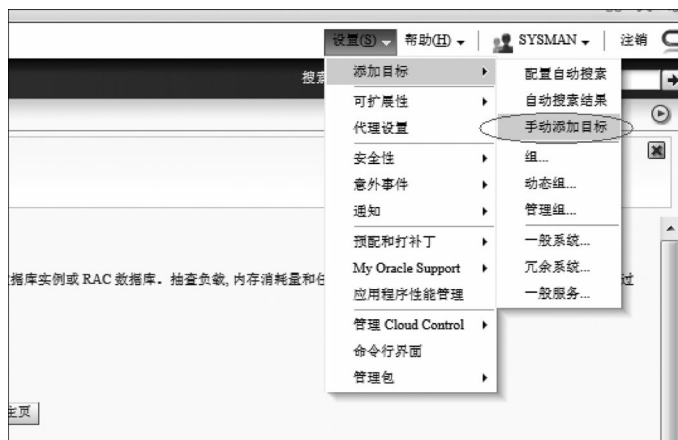 设置(S) 帮助(H) SYSMAN 注销
搜索
添加目标
可扩展性
代理设置
安全性
意外事件
通知
预配和打补丁
My Oracle Support
应用程序性能管理
管理 Cloud Control
命令行界面
管理包
配置自动搜索
自动搜索结果
手动添加目标
组...
动态组...
管理组...
一般系统...
冗余系统...
一般服务...
据库实例或 RAC 数据库．抽查负载, 内存消耗量和
过
主页